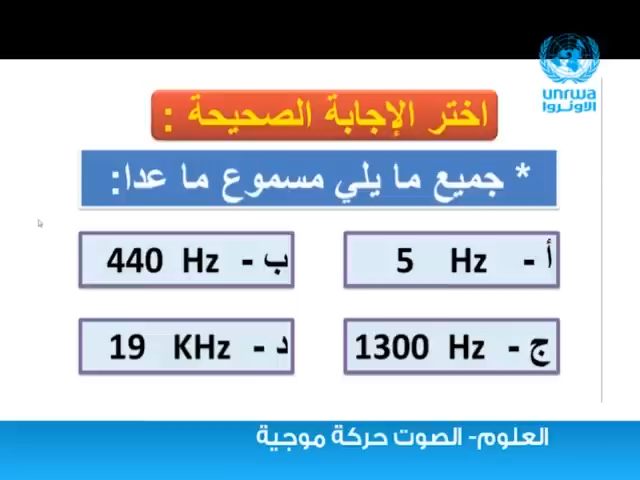 unrwa
الاونروا
اختر الإجابة الصحيحة :
* جميع ما يلي مسموع ما عدا:
أ - 5 Hz
ب - 440 Hz
ج - 1300 Hz
د - 19 KHz
العلوم- الصوت حركة موجية